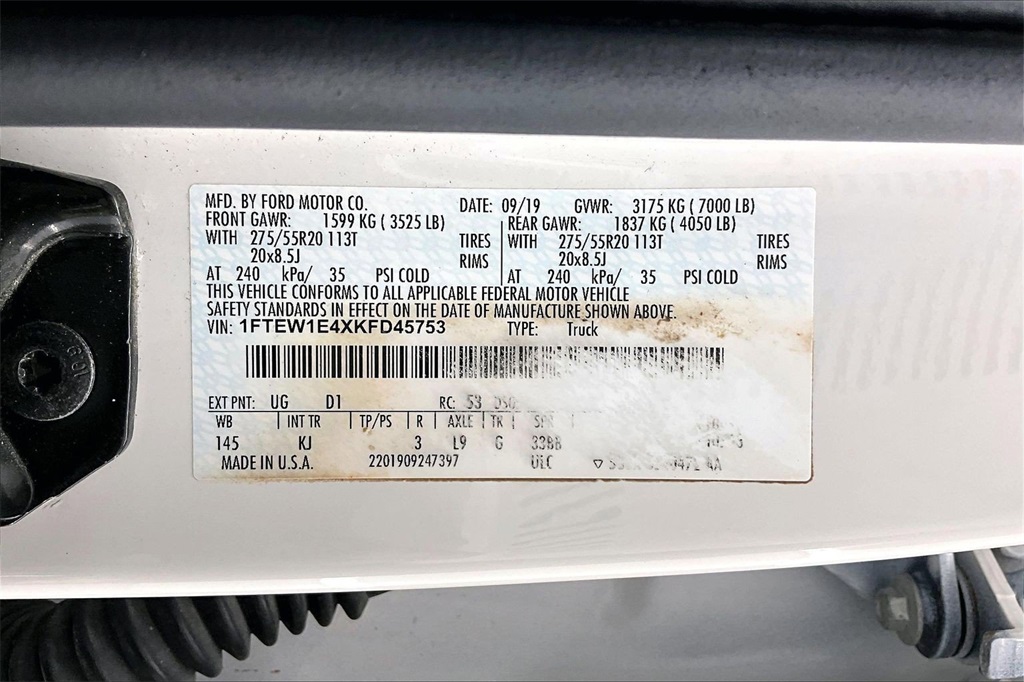 MFD. BY FORD MOTOR CO. DATE: 09/19 GVWR: 3175 KG ( 7000 LB)
FRONT GAWR: 1599 KG ( 3525 LB) REAR GAWR: 1837 KG ( 4050 LB)
WITH 275/55R20 113T TIRES WITH 275/55R20 113T TIRES
20x8.5J RIMS 20x8.5J RIMS
AT 240 kPa/ 35 PSI COLD AT 240 kPa/ 35 PSI COLD
THIS VEHICLE CONFORMS TO ALL APPLICABLE FEDERAL MOTOR VEHICLE
SAFETY STANDARDS IN EFFECT ON THE DATE OF MANUFACTURE SHOWN ABOVE.
VIN: 1FTEW1E4XKFD45753 TYPE: Truck
EXT PNT: UG D1 RC: 53 DSO
WB INT TR TP/PS R AXLE TR SPR
145 KJ 3 L9 G 33BB
MADE IN U.S.A. 2201909247397 ULC